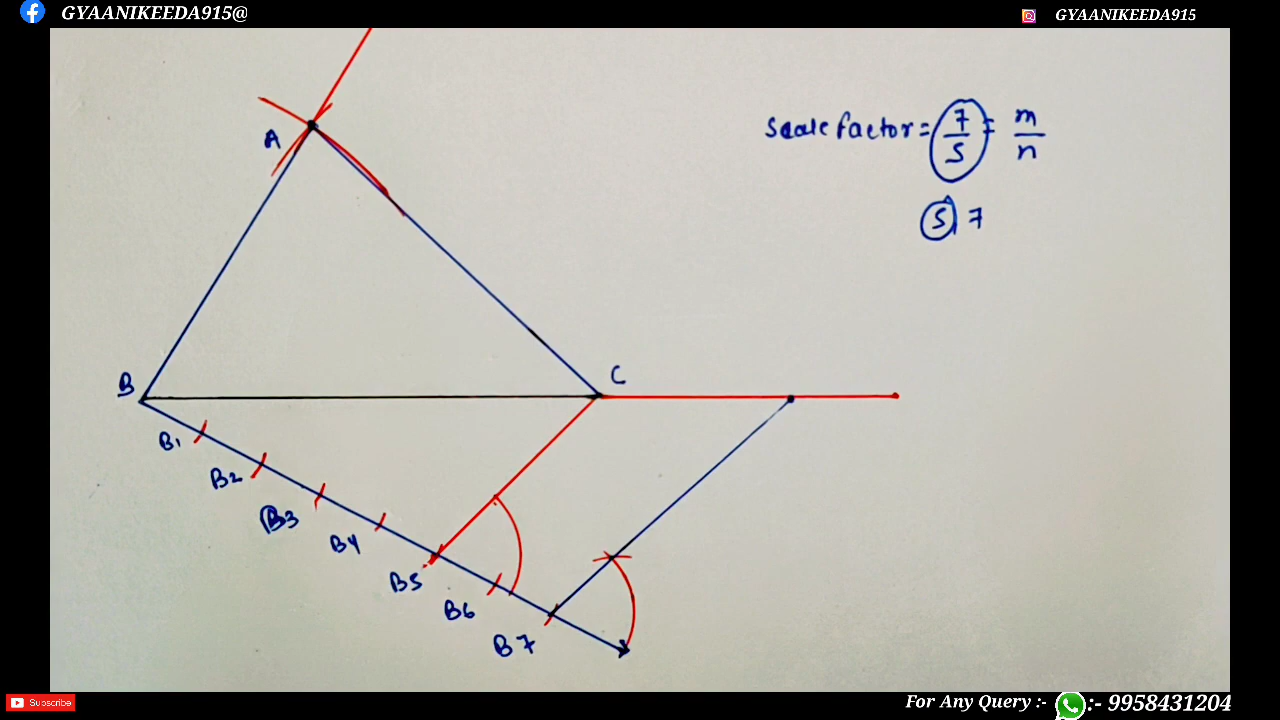 GYAANIKEEDA915@
GYAANIKEEDA915
Scale factor = 7/5 = m/n
5, 7
A
B
C
B1
B2
B3
B4
B5
B6
B7
Subscribe
For Any Query :- :- 9958431204